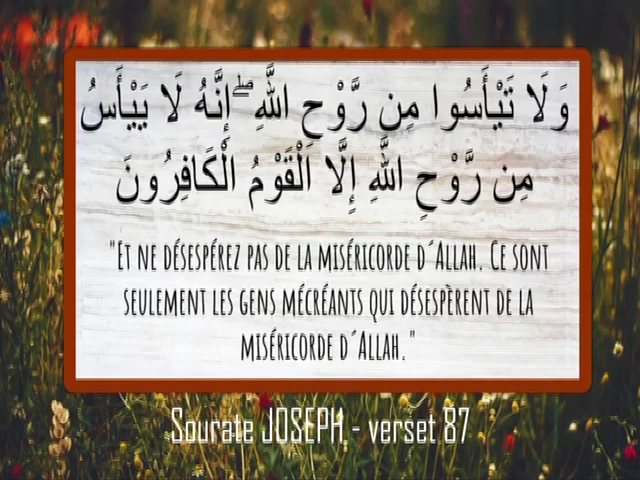 وَلَا تَيْأَسُوا مِن رَّوْحِ اللَّهِ ۖ إِنَّهُ لَا يَيْأَسُ
مِن رَّوْحِ اللَّهِ إِلَّا الْقَوْمُ الْكَافِرُونَ
"Et ne désespérez pas de la miséricorde d´Allah. Ce sont
seulement les gens mécréants qui désespèrent de la
miséricorde d´Allah."
Sourate JOSEPH - verset 87